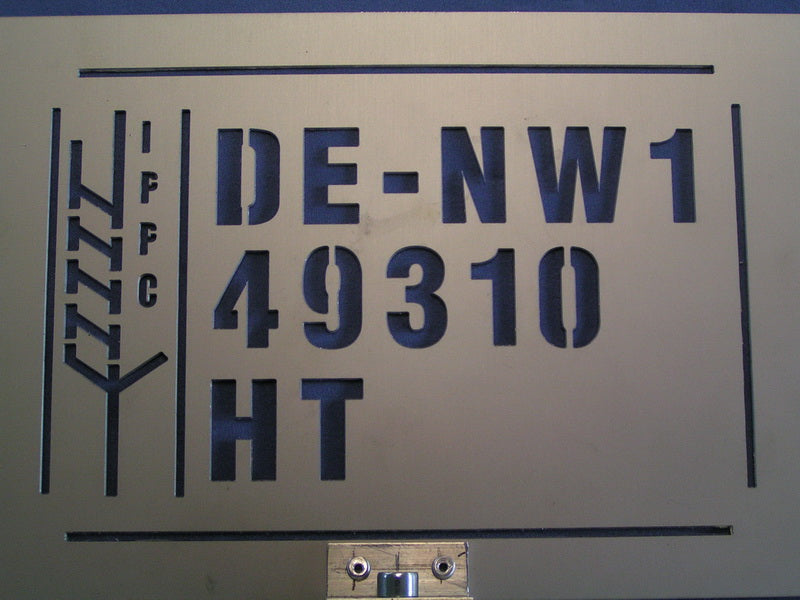 IPPC
DE-NW1
49310
HT